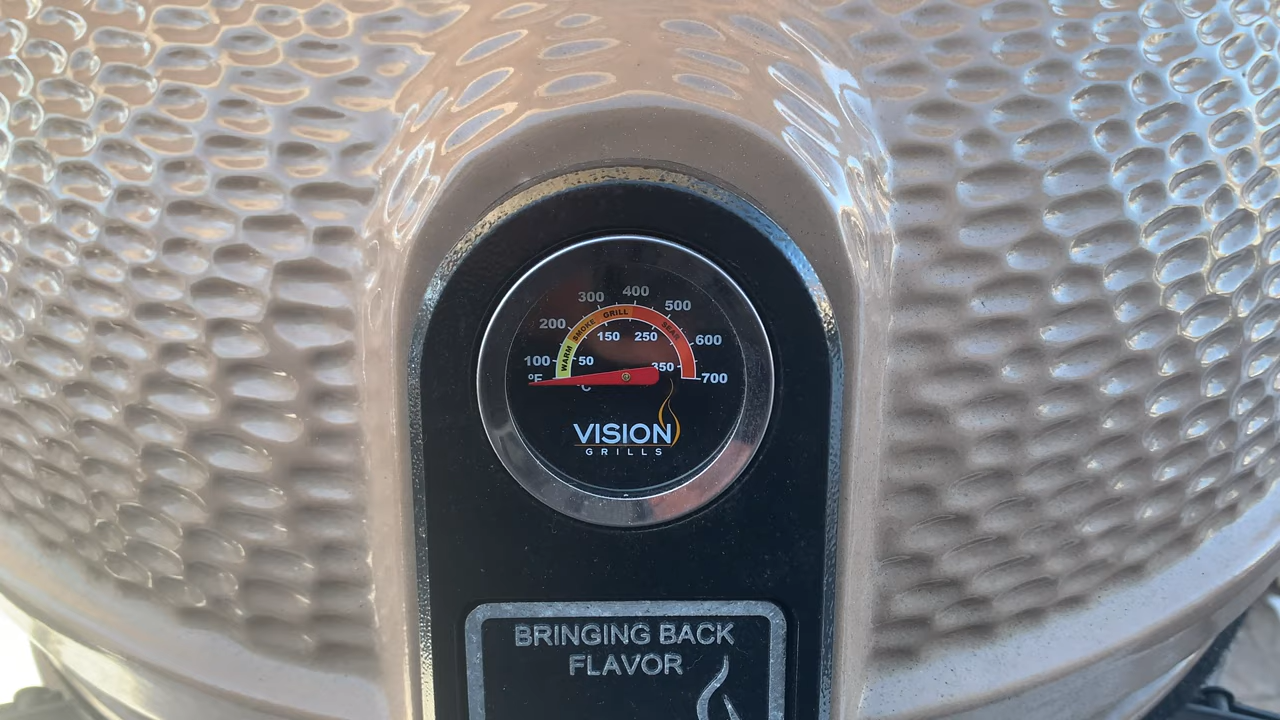 400
300
500
200
GRILL
SMOKE
SEAR
150
250
600
WARM
100
50
350
°F
700
°C
VISION
GRILLS
BRINGING BACK
FLAVOR